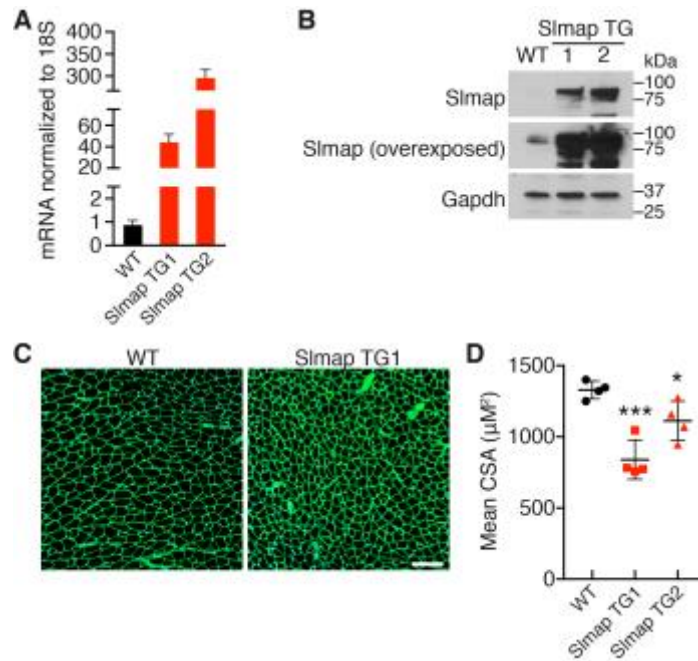 A
mRNA normalized to 18S
400
350
300
60
40
20
2
1
0
WT
Slmap TG1
Slmap TG2
B
Slmap TG
WT 1 2 kDa
Slmap
-100
-75
Slmap (overexposed)
-100
-75
Gapdh
-37
-25
C
WT
Slmap TG1
D
Mean CSA (µM²)
1500
1000
500
0
***
*
WT
Slmap TG1
Slmap TG2